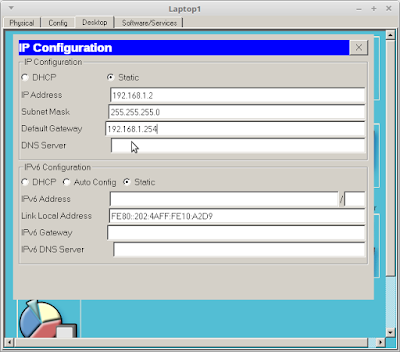 Laptop1
Physical Config Desktop Software/Services
IP Configuration
X
IP Configuration
DHCP Static
IP Address 192.168.1.2
Subnet Mask 255.255.255.0
Default Gateway 192.168.1.254
DNS Server
IPv6 Configuration
DHCP Auto Config Static
IPv6 Address /
Link Local Address FE80::202:4AFF:FE10:A2D9
IPv6 Gateway
IPv6 DNS Server